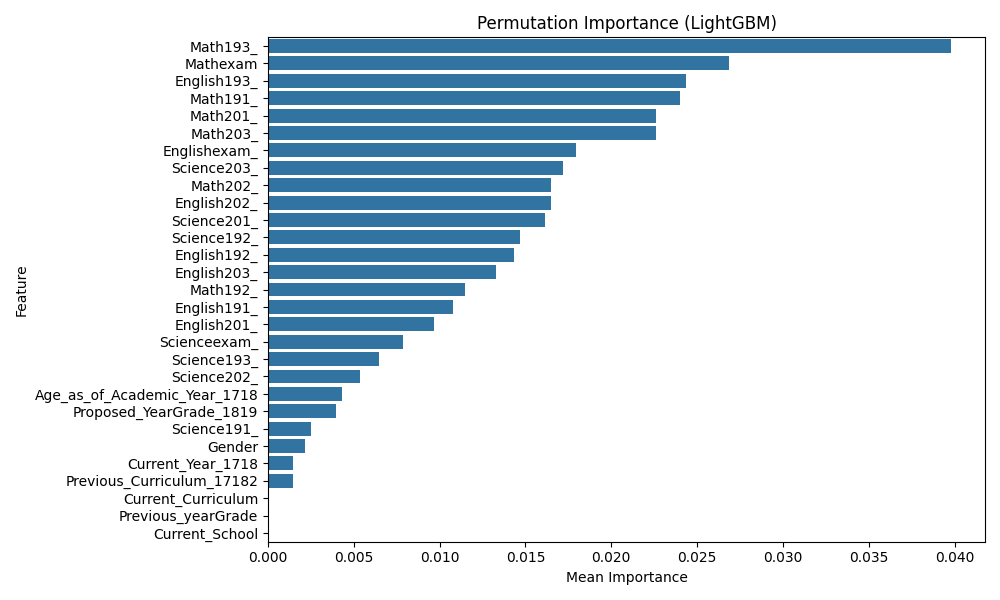 Permutation Importance (LightGBM)
Math193_
Mathexam
English193_
Math191_
Math201_
Math203_
Englishexam_
Science203_
Math202_
English202_
Science201_
Science192_
English192_
English203_
Math192_
English191_
English201_
Scienceexam_
Science193_
Science202_
Age_as_of_Academic_Year_1718
Proposed_YearGrade_1819
Science191_
Gender
Current_Year_1718
Previous_Curriculum_17182
Current_Curriculum
Previous_yearGrade
Current_School
Feature
0.000 0.005 0.010 0.015 0.020 0.025 0.030 0.035 0.040
Mean Importance